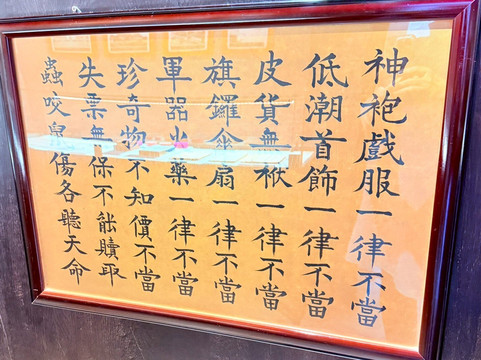 神袍戲服一律不當
低潮首飾一律不當
皮貨無袱一律不當
旗鑼傘扇一律不當
軍器火藥一律不當
珍奇物不知價不當
失票無保不能贖取
蟲咬鼠傷各聽天命